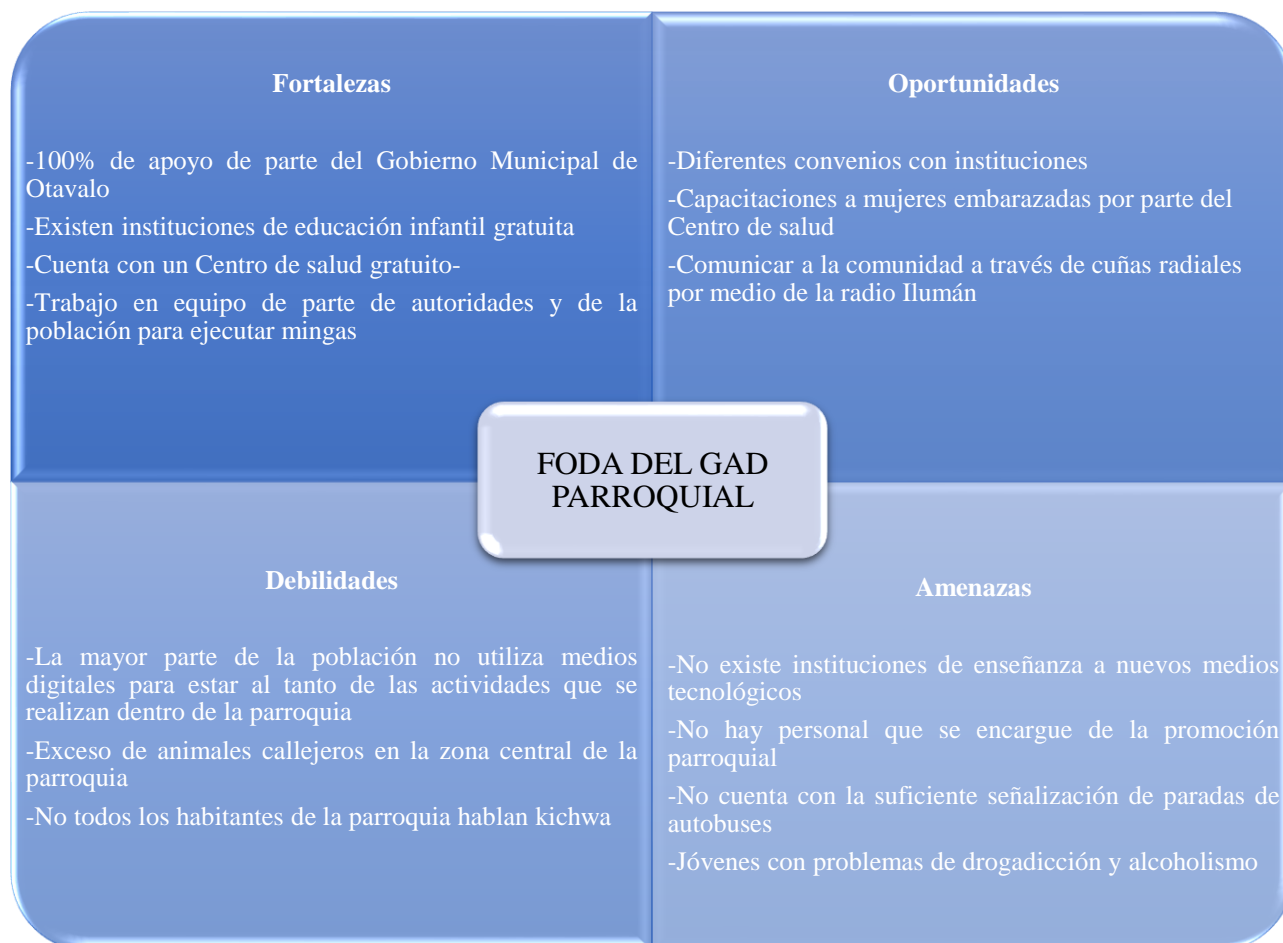 Fortalezas
-100% de apoyo de parte del Gobierno Municipal de
Otavalo
-Existen instituciones de educación infantil gratuita
-Cuenta con un Centro de salud gratuito-
-Trabajo en equipo de parte de autoridades y de la
población para ejecutar mingas
Oportunidades
-Diferentes convenios con instituciones
-Capacitaciones a mujeres embarazadas por parte del
Centro de salud
-Comunicar a la comunidad a través de cuñas radiales
por medio de la radio Ilumán
FODA DEL GAD
PARROQUIAL
Debilidades
-La mayor parte de la población no utiliza medios
digitales para estar al tanto de las actividades que se
realizan dentro de la parroquia
-Exceso de animales callejeros en la zona central de la
parroquia
-No todos los habitantes de la parroquia hablan kichwa
Amenazas
-No existe instituciones de enseñanza a nuevos medios
tecnológicos
-No hay personal que se encargue de la promoción
parroquial
-No cuenta con la suficiente señalización de paradas de
autobuses
-Jóvenes con problemas de drogadicción y alcoholismo